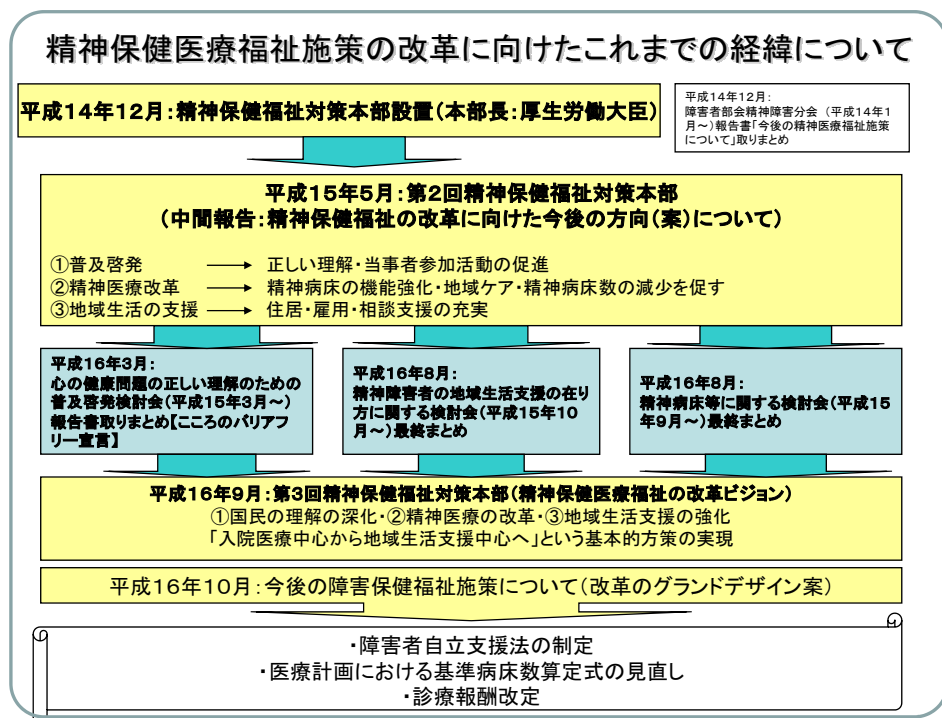 精神保健医療福祉施策の改革に向けたこれまでの経緯について
平成14年12月:精神保健福祉対策本部設置(本部長:厚生労働大臣)
平成14年12月:
障害者部会精神障害分会 (平成14年1
月~)報告書「今後の精神医療福祉施策
について」取りまとめ
平成15年5月:第2回精神保健福祉対策本部
(中間報告:精神保健福祉の改革に向けた今後の方向(案)について)
①普及啓発 → 正しい理解・当事者参加活動の促進
②精神医療改革 → 精神病床の機能強化・地域ケア・精神病床数の減少を促す
③地域生活の支援 → 住居・雇用・相談支援の充実
平成16年3月:
心の健康問題の正しい理解のための
普及啓発検討会(平成15年3月~)
報告書取りまとめ【こころのバリアフ
リー宣言】
平成16年8月:
精神障害者の地域生活支援の在り
方に関する検討会(平成15年10
月~)最終まとめ
平成16年8月:
精神病床等に関する検討会(平成15
年9月~)最終まとめ
平成16年9月:第3回精神保健福祉対策本部(精神保健医療福祉の改革ビジョン)
①国民の理解の深化・②精神医療の改革・③地域生活支援の強化
「入院医療中心から地域生活支援中心へ」という基本的方策の実現
平成16年10月:今後の障害保健福祉施策について(改革のグランドデザイン案)
・障害者自立支援法の制定
・医療計画における基準病床数算定式の見直し
・診療報酬改定